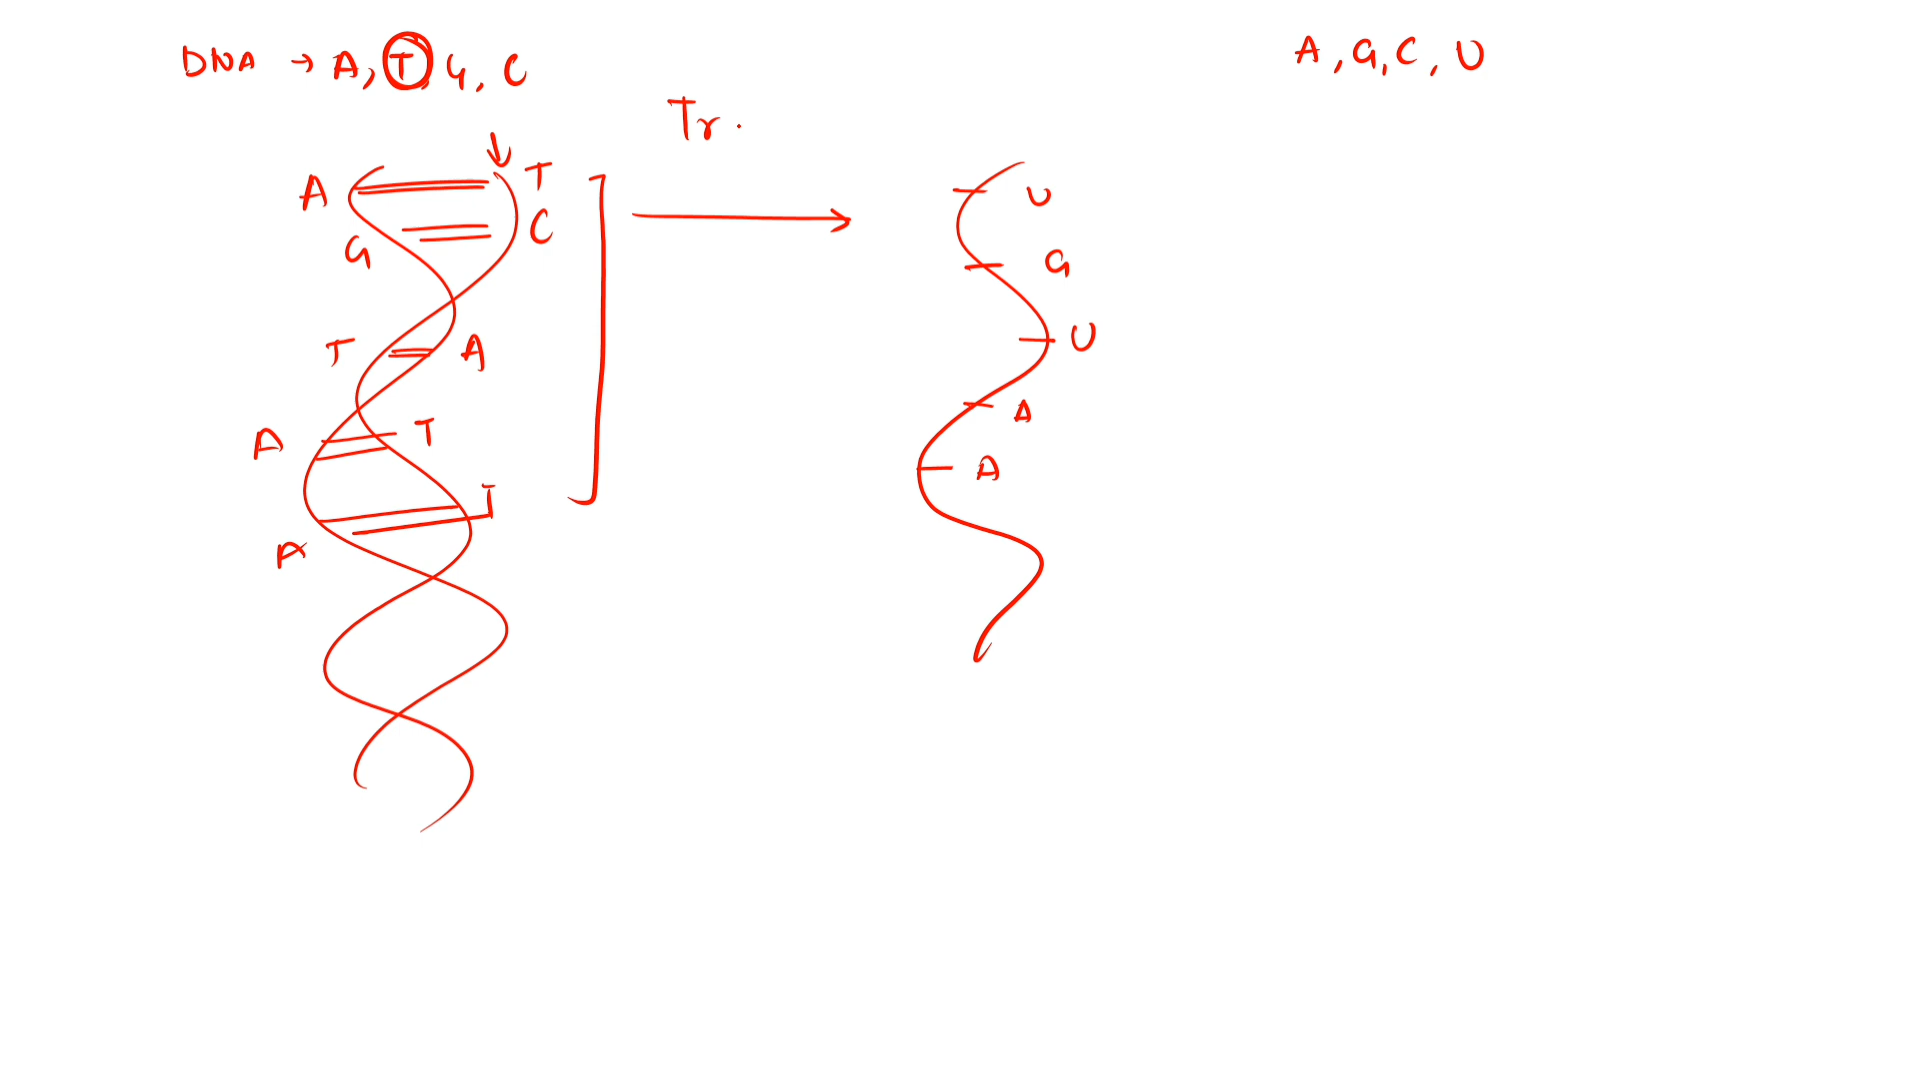 DNA → A, T, G, C
A, G, C, U
Tr.
A T
G C
T A
A T
A T
U
G
U
A
A